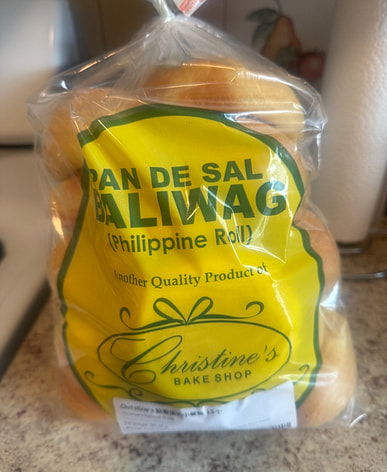 PAN DE SAL
BALIWAG
(Philippine Roll)
Another Quality Product of
Christine's
BAKE SHOP